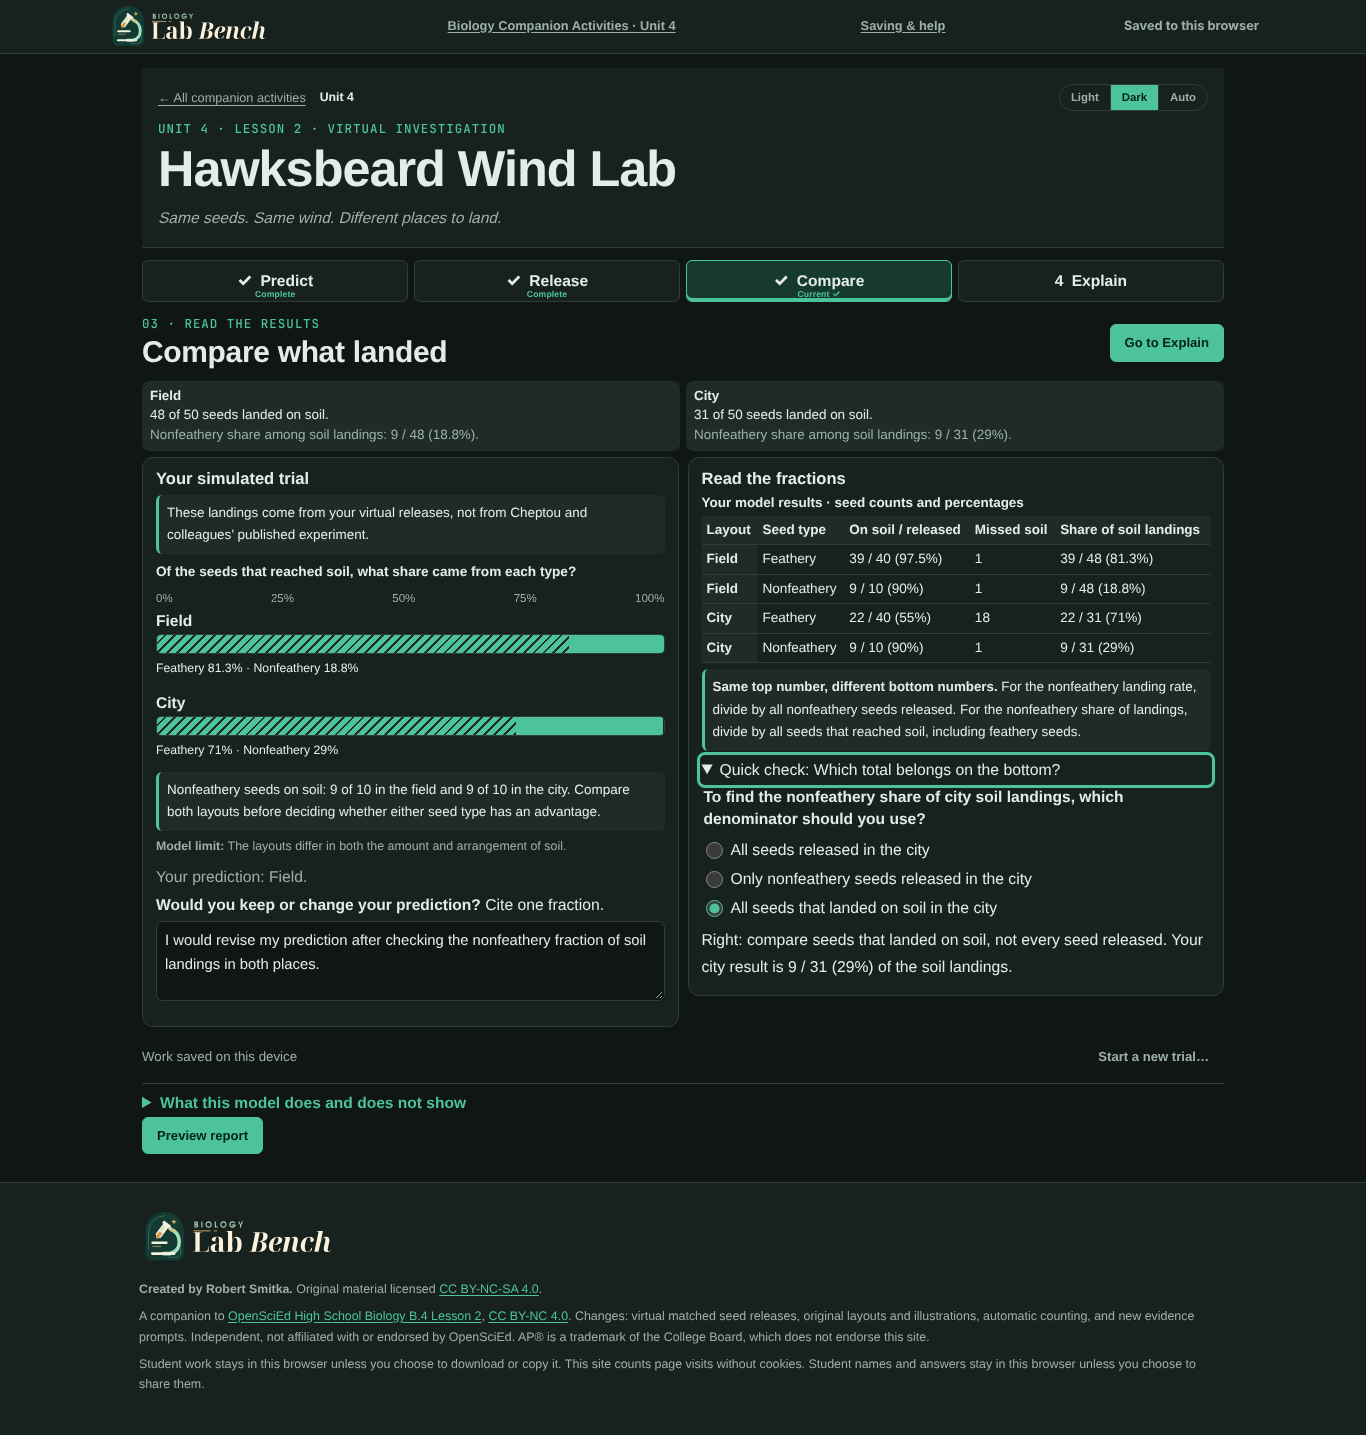 BIOLOGY
Lab Bench
Biology Companion Activities · Unit 4
Saving & help
Saved to this browser
← All companion activities
Unit 4
Light
Dark
Auto
UNIT 4 · LESSON 2 · VIRTUAL INVESTIGATION
Hawksbeard Wind Lab
Same seeds. Same wind. Different places to land.
✓ Predict
Complete
✓ Release
Complete
✓ Compare
Current ✓
4 Explain
03 · READ THE RESULTS
Compare what landed
Go to Explain
Field
48 of 50 seeds landed on soil.
Nonfeathery share among soil landings: 9 / 48 (18.8%).
City
31 of 50 seeds landed on soil.
Nonfeathery share among soil landings: 9 / 31 (29%).
Your simulated trial
These landings come from your virtual releases, not from Cheptou and
colleagues’ published experiment.
Of the seeds that reached soil, what share came from each type?
0% 25% 50% 75% 100%
Field
Feathery 81.3% · Nonfeathery 18.8%
City
Feathery 71% · Nonfeathery 29%
Nonfeathery seeds on soil: 9 of 10 in the field and 9 of 10 in the city. Compare
both layouts before deciding whether either seed type has an advantage.
Model limit: The layouts differ in both the amount and arrangement of soil.
Your prediction: Field.
Would you keep or change your prediction? Cite one fraction.
I would revise my prediction after checking the nonfeathery fraction of soil
landings in both places.
Read the fractions
Your model results · seed counts and percentages
Layout Seed type On soil / released Missed soil Share of soil landings
Field Feathery 39 / 40 (97.5%) 1 39 / 48 (81.3%)
Field Nonfeathery 9 / 10 (90%) 1 9 / 48 (18.8%)
City Feathery 22 / 40 (55%) 18 22 / 31 (71%)
City Nonfeathery 9 / 10 (90%) 1 9 / 31 (29%)
Same top number, different bottom numbers. For the nonfeathery landing rate,
divide by all nonfeathery seeds released. For the nonfeathery share of landings,
divide by all seeds that reached soil, including feathery seeds.
▼ Quick check: Which total belongs on the bottom?
To find the nonfeathery share of city soil landings, which
denominator should you use?
All seeds released in the city
Only nonfeathery seeds released in the city
All seeds that landed on soil in the city
Right: compare seeds that landed on soil, not every seed released. Your
city result is 9 / 31 (29%) of the soil landings.
Work saved on this device
Start a new trial…
▶ What this model does and does not show
Preview report
BIOLOGY
Lab Bench
Created by Robert Smitka. Original material licensed CC BY-NC-SA 4.0.
A companion to OpenSciEd High School Biology B.4 Lesson 2, CC BY-NC 4.0. Changes: virtual matched seed releases, original layouts and illustrations, automatic counting, and new evidence
prompts. Independent, not affiliated with or endorsed by OpenSciEd. AP® is a trademark of the College Board, which does not endorse this site.
Student work stays in this browser unless you choose to download or copy it. This site counts page visits without cookies. Student names and answers stay in this browser unless you choose to
share them.